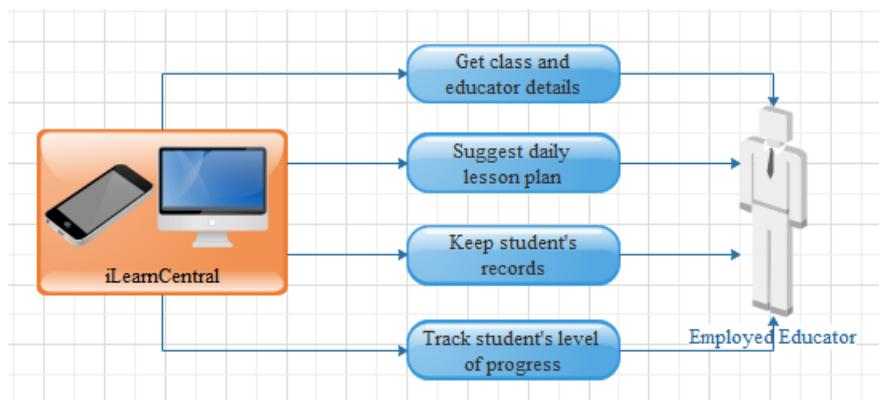 Get class and
educator details
Suggest daily
lesson plan
Keep student's
records
iLearnCentral
Track student's level
of progress
Employed Educator